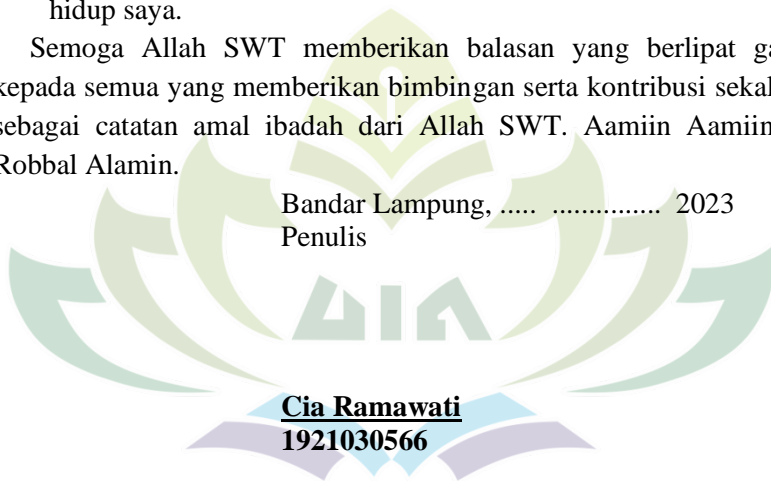 hidup saya.
Semoga Allah SWT memberikan balasan yang berlipat
kepada semua yang memberikan bimbingan serta kontribusi
sebagai catatan amal ibadah dari Allah SWT. Aamiin Aamiin
Robbal Alamin.
Bandar Lampung, ..... ............... 2023
Penulis
Cia Ramawati
1921030566